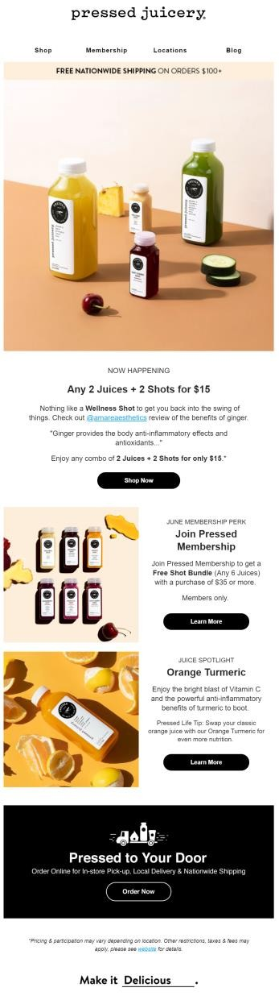 pressed juicery
Shop Membership Locations Blog
FREE NATIONWIDE SHIPPING ON ORDERS $100+
NOW HAPPENING
Any 2 Juices + 2 Shots for $15
Nothing like a Wellness Shot to get you back into the swing of
things. Check out @amareaesthetics review of the benefits of ginger.
"Ginger provides the body anti-inflammatory effects and
antioxidants..."
Enjoy any combo of 2 Juices + 2 Shots for only $15.*
Shop Now
JUNE MEMBERSHIP PERK
Join Pressed
Membership
Join Pressed Membership to get a
Free Shot Bundle (Any 6 Juices)
with a purchase of $35 or more.
Members only.
Learn More
JUICE SPOTLIGHT
Orange Turmeric
Enjoy the bright blast of Vitamin C
and the powerful anti-inflammatory
benefits of turmeric to boot.
Pressed Life Tip: Swap your classic
orange juice with our Orange Turmeric for
even more nutrition.
Learn More
Pressed to Your Door
Order Online for In-store Pick-up, Local Delivery & Nationwide Shipping
Order Now
*Pricing & participation may vary depending on location. Other restrictions, taxes & fees may
apply, please see website for details.
Make it Delicious .